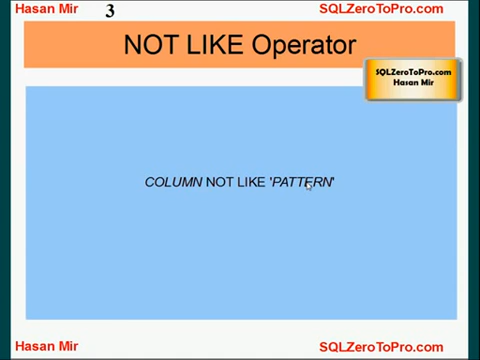 Hasan Mir 3 SQLZeroToPro.com
NOT LIKE Operator
SQLZeroToPro.com
Hasan Mir
COLUMN NOT LIKE 'PATTERN'
Hasan Mir SQLZeroToPro.com